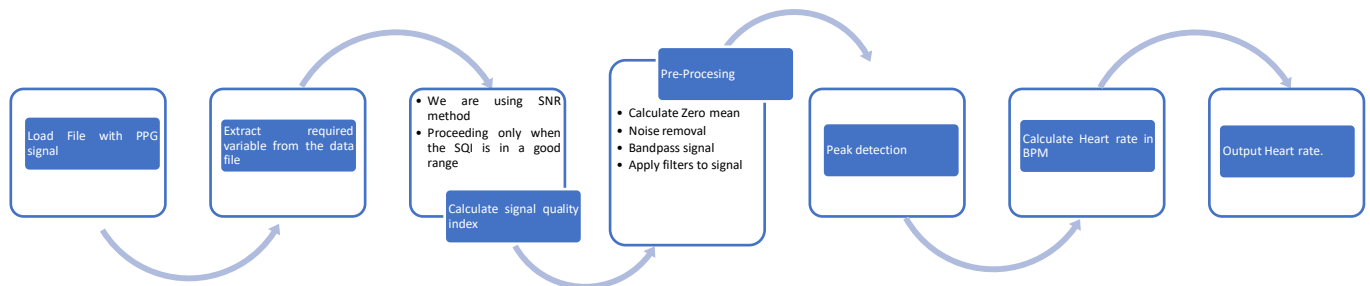 Load File with PPG
signal
Extract required
variable from the data
file
• We are using SNR
method
• Proceeding only when
the SQI is in a good
range
Calculate signal quality
index
Pre-Procesing
• Calculate Zero mean
• Noise removal
• Bandpass signal
• Apply filters to signal
Peak detection
Calculate Heart rate in
BPM
Output Heart rate.